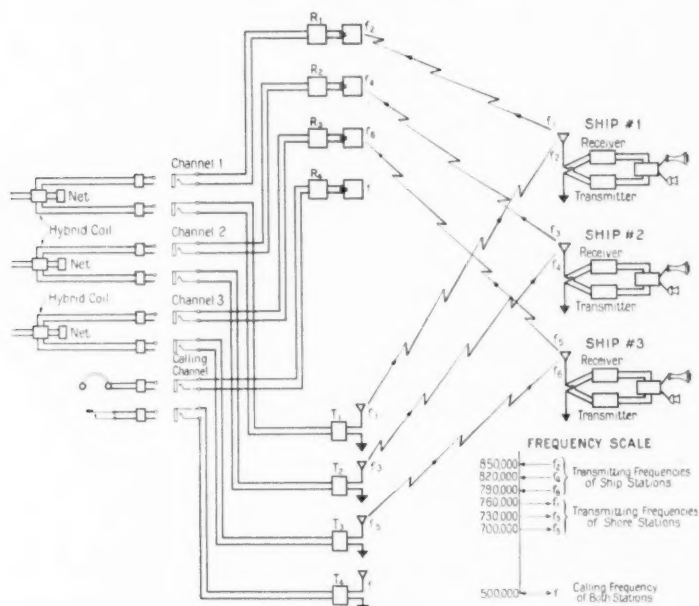 R1
f2
R2
f4
R3
f6
R4
f
Channel 1
Net
Hybrid Coil
Channel 2
Net
Hybrid Coil
Channel 3
Net
Calling
Channel
T1
f1
T2
f3
T3
f5
T4
f
SHIP #1
f1
f2
Receiver
Transmitter
SHIP #2
f3
f4
Receiver
Transmitter
SHIP #3
f5
f6
Receiver
Transmitter
FREQUENCY SCALE
850,000 f2
820,000 f4
790,000 f6
Transmitting Frequencies
of Ship Stations
760,000 f1
730,000 f3
700,000 f5
Transmitting Frequencies
of Shore Stations
500,000 f
Calling Frequency
of Both Stations